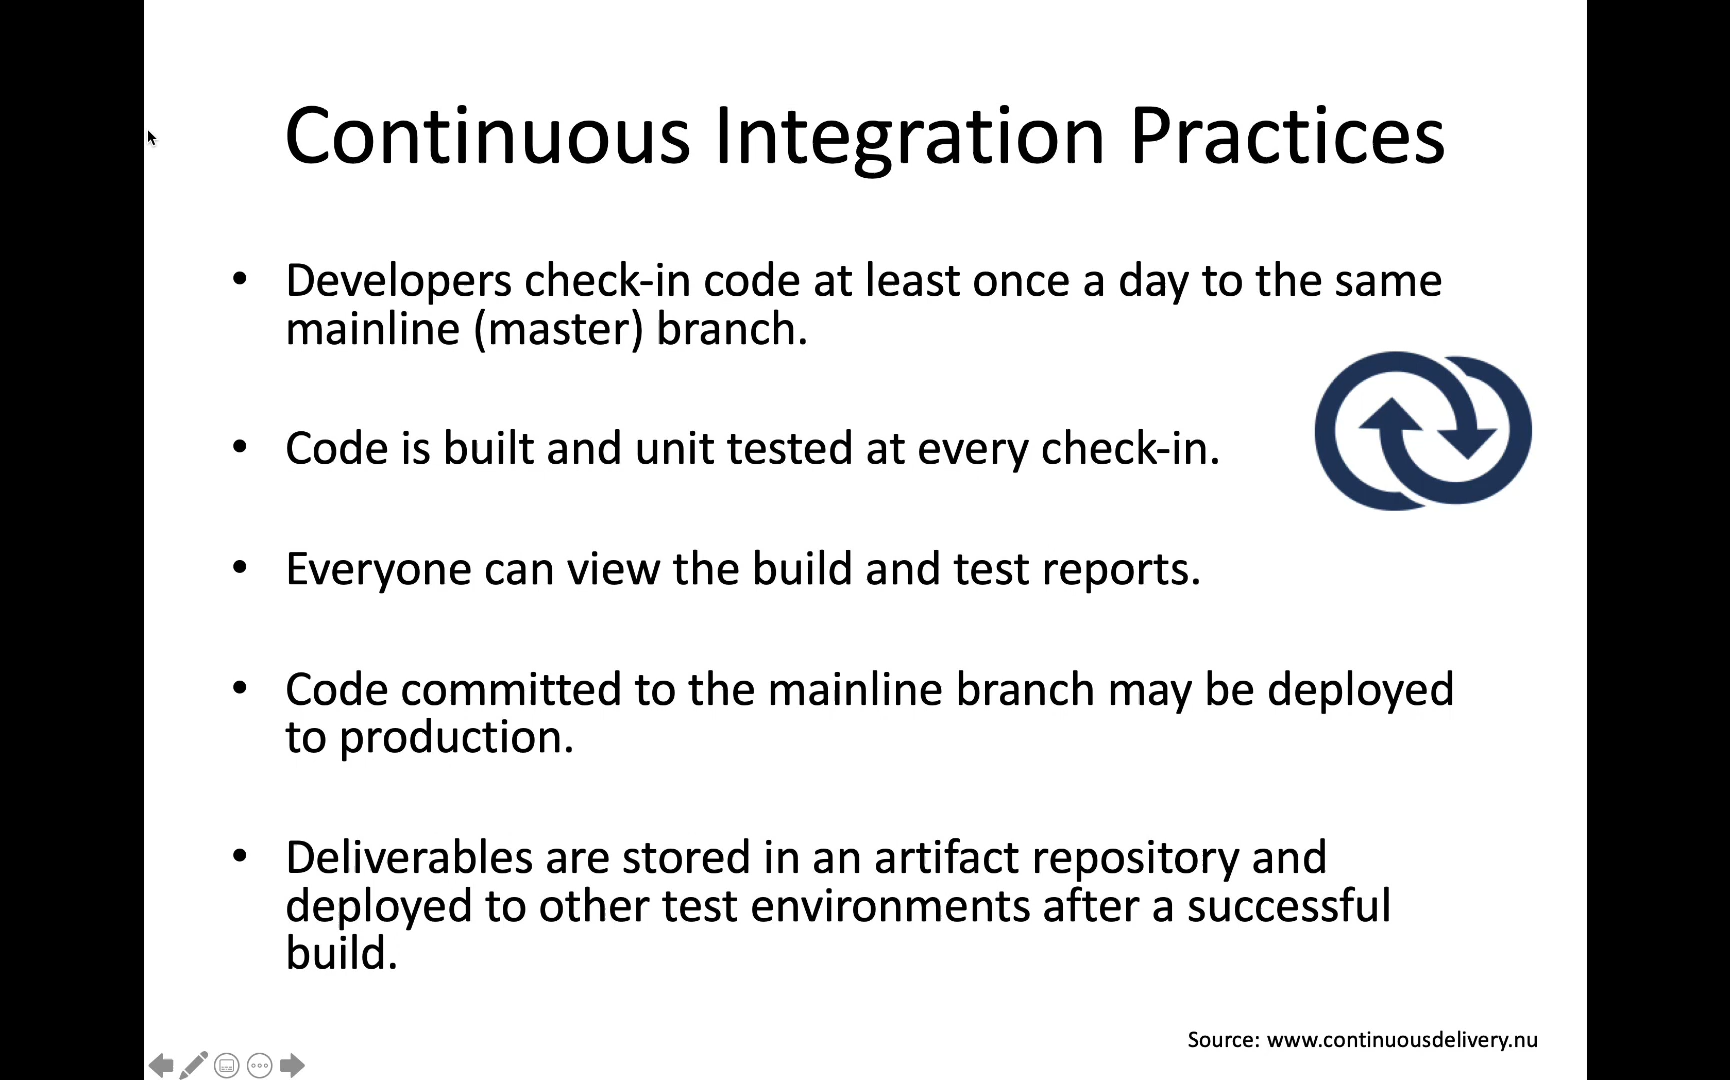 Continuous Integration Practices
• Developers check-in code at least once a day to the same
mainline (master) branch.
• Code is built and unit tested at every check-in.
• Everyone can view the build and test reports.
• Code committed to the mainline branch may be deployed
to production.
• Deliverables are stored in an artifact repository and
deployed to other test environments after a successful
build.
Source: www.continuousdelivery.nu